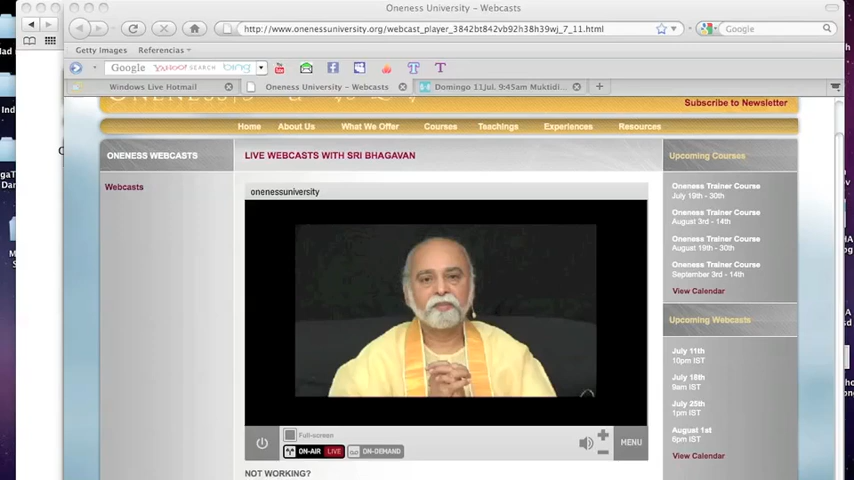 Oneness University – Webcasts
http://www.onenessuniversity.org/webcast_player_3842bt842vb92h38h39wj_7_11.html
Google
Getty Images Referencias
Google YAHOO! SEARCH bing
Windows Live Hotmail
Oneness University – Webcasts
Domingo 11Jul. 9:45am Muktidi...
Subscribe to Newsletter
Home About Us What We Offer Courses Teachings Experiences Resources
ONENESS WEBCASTS
Webcasts
LIVE WEBCASTS WITH SRI BHAGAVAN
onenessuniversity
Full-screen
ON-AIR LIVE ON-DEMAND
MENU
NOT WORKING?
Upcoming Courses
Oneness Trainer Course
July 19th - 30th
Oneness Trainer Course
August 3rd - 14th
Oneness Trainer Course
August 19th - 30th
Oneness Trainer Course
September 3rd - 14th
View Calendar
Upcoming Webcasts
July 11th
10pm IST
July 18th
9am IST
July 25th
1pm IST
August 1st
6pm IST
View Calendar